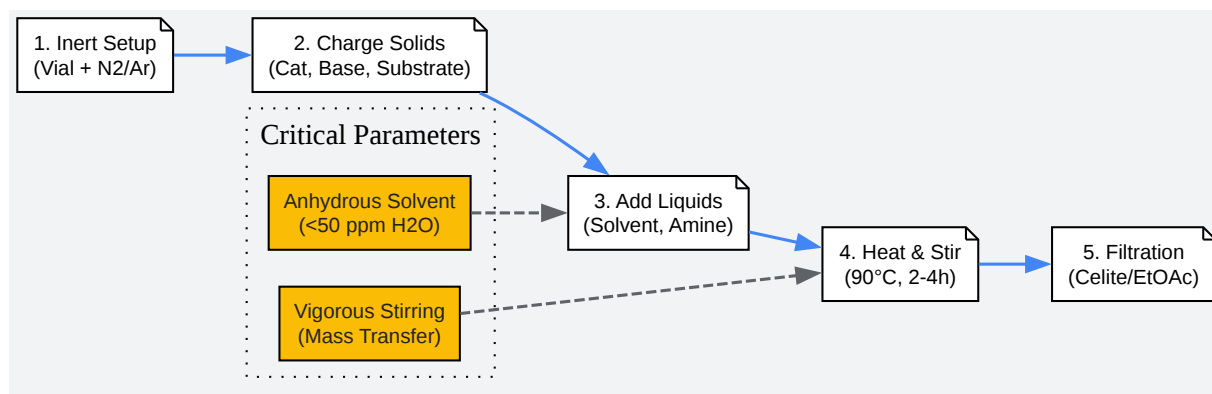 1. Inert Setup
(Vial + N2/Ar)
2. Charge Solids
(Cat, Base, Substrate)
Critical Parameters
Anhydrous Solvent
(<50 ppm H2O)
3. Add Liquids
(Solvent, Amine)
4. Heat & Stir
(90°C, 2-4h)
5. Filtration
(Celite/EtOAc)
Vigorous Stirring
(Mass Transfer)